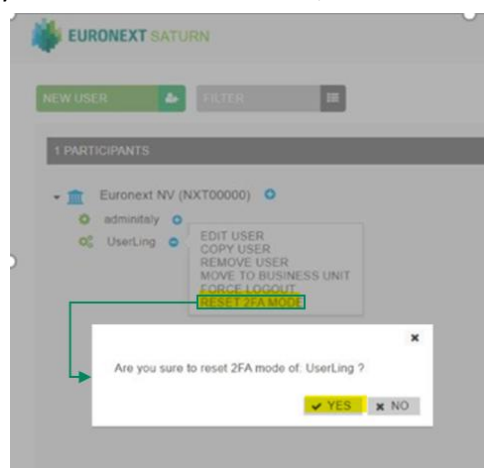 EURONEXT SATURN
NEW USER
FILTER
1 PARTICIPANTS
Euronext NV (NXT00000)
adminitaly
UserLing
EDIT USER
COPY USER
REMOVE USER
MOVE TO BUSINESS UNIT
FORCE LOGOUT
RESET 2FA MODE
Are you sure to reset 2FA mode of: UserLing ?
YES
NO